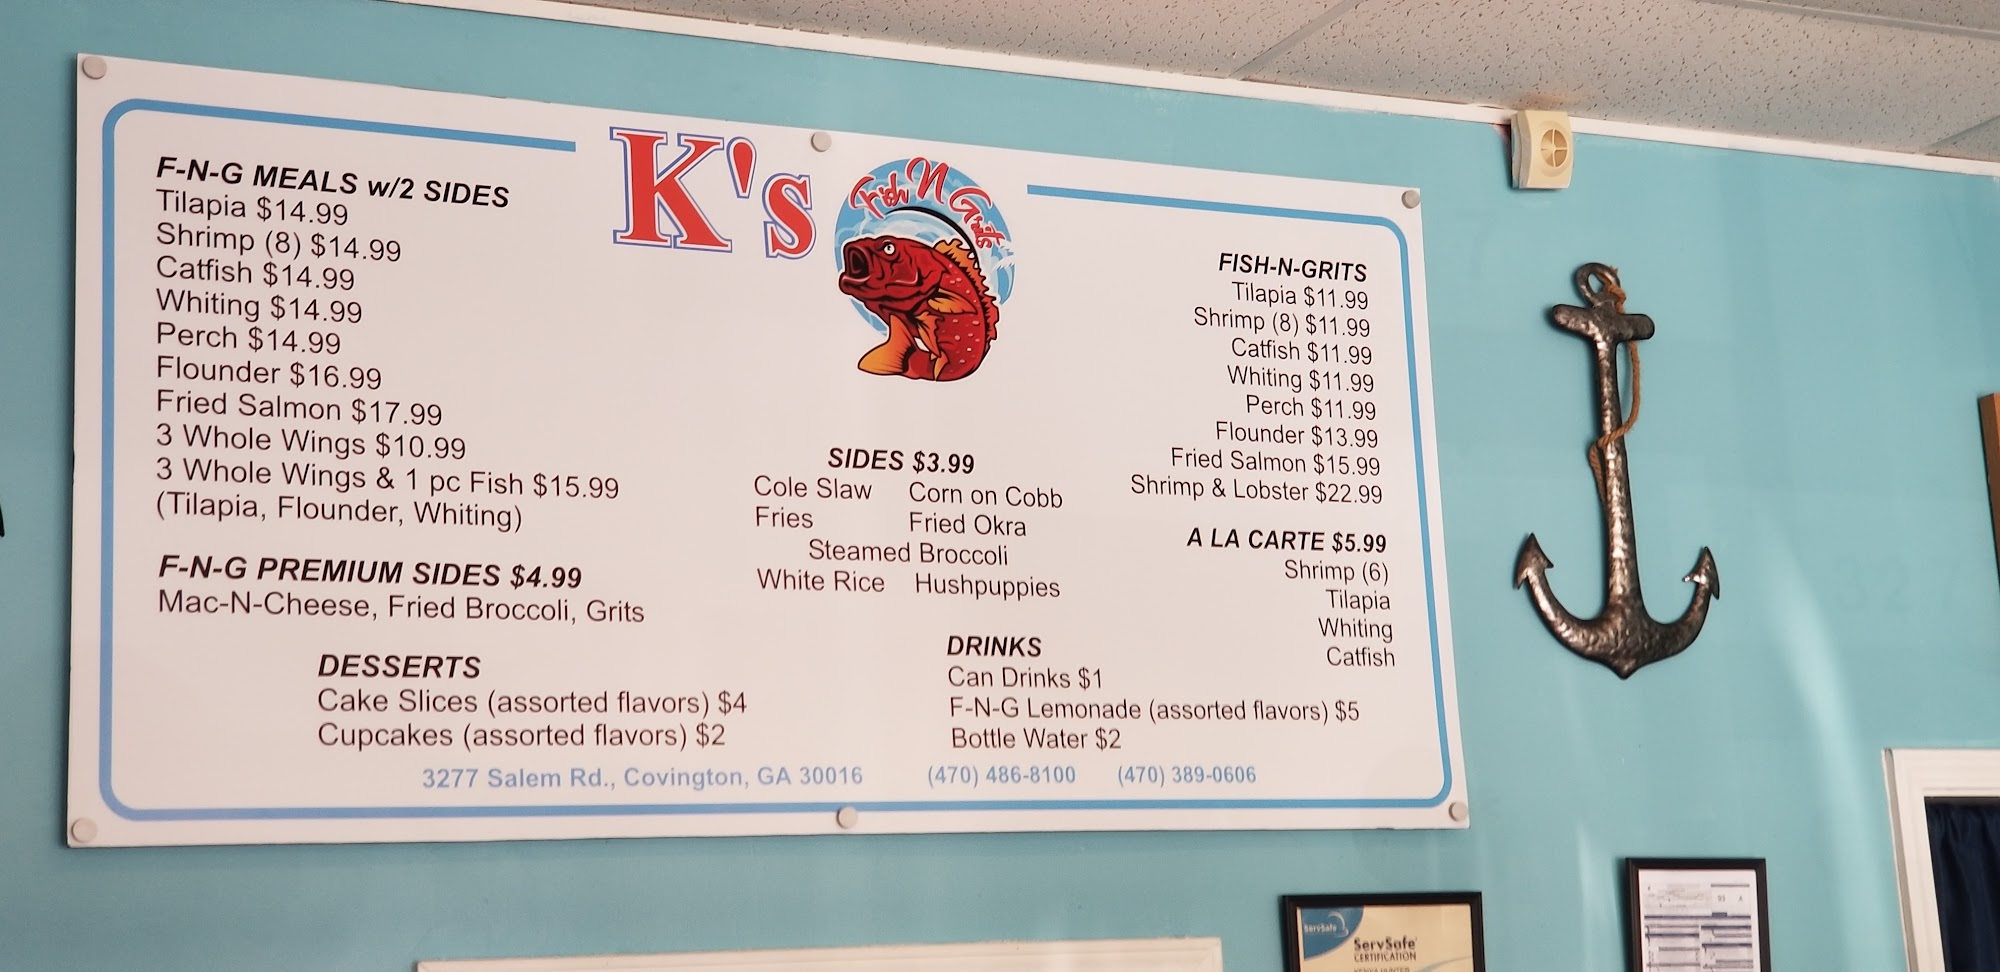 K's
Fish N Grits
F-N-G MEALS w/2 SIDES
Tilapia $14.99
Shrimp (8) $14.99
Catfish $14.99
Whiting $14.99
Perch $14.99
Flounder $16.99
Fried Salmon $17.99
3 Whole Wings $10.99
3 Whole Wings & 1 pc Fish $15.99
(Tilapia, Flounder, Whiting)
F-N-G PREMIUM SIDES $4.99
Mac-N-Cheese, Fried Broccoli, Grits
DESSERTS
Cake Slices (assorted flavors) $4
Cupcakes (assorted flavors) $2
SIDES $3.99
Cole Slaw Corn on Cobb
Fries Fried Okra
Steamed Broccoli
White Rice Hushpuppies
DRINKS
Can Drinks $1
F-N-G Lemonade (assorted flavors) $5
Bottle Water $2
FISH-N-GRITS
Tilapia $11.99
Shrimp (8) $11.99
Catfish $11.99
Whiting $11.99
Perch $11.99
Flounder $13.99
Fried Salmon $15.99
Shrimp & Lobster $22.99
A LA CARTE $5.99
Shrimp (6)
Tilapia
Whiting
Catfish
3277 Salem Rd., Covington, GA 30016 (470) 486-8100 (470) 389-0606
ServSafe
ServSafe
CERTIFICATION